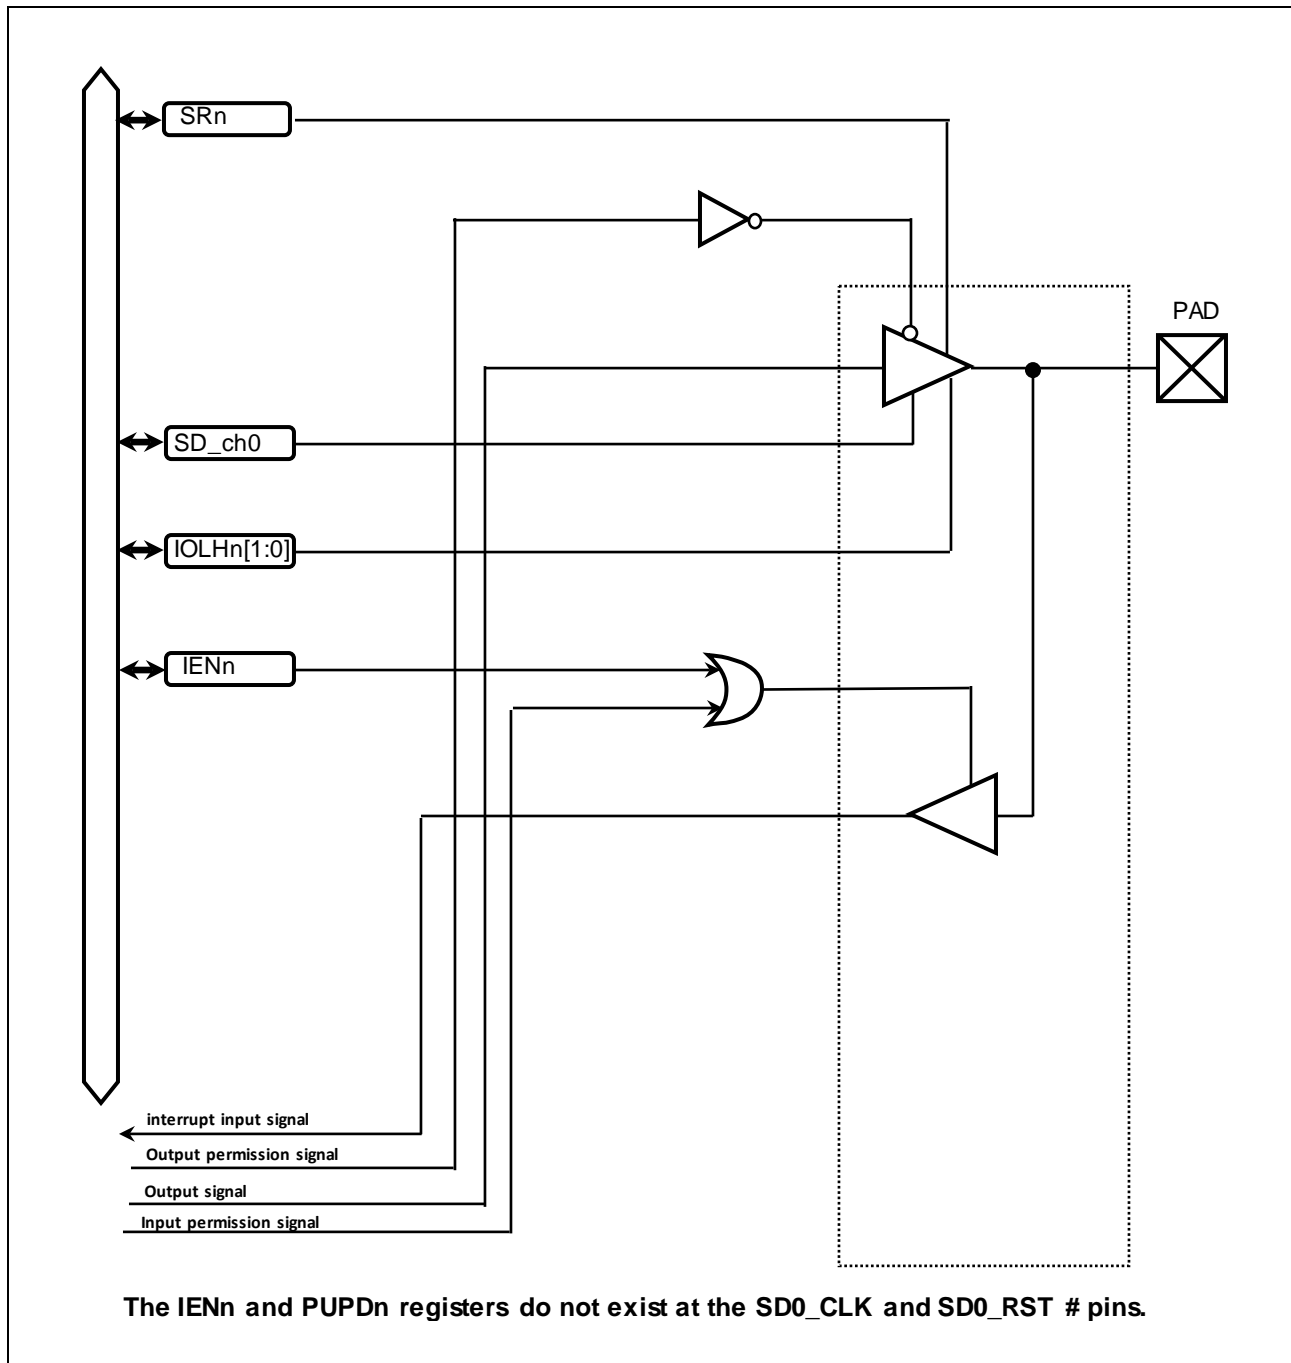 SRn
PAD
SD_ch0
IOLHn[1:0]
IENn
interrupt input signal
Output permission signal
Output signal
Input permission signal
The IENn and PUPDn registers do not exist at the SD0_CLK and SD0_RST # pins.